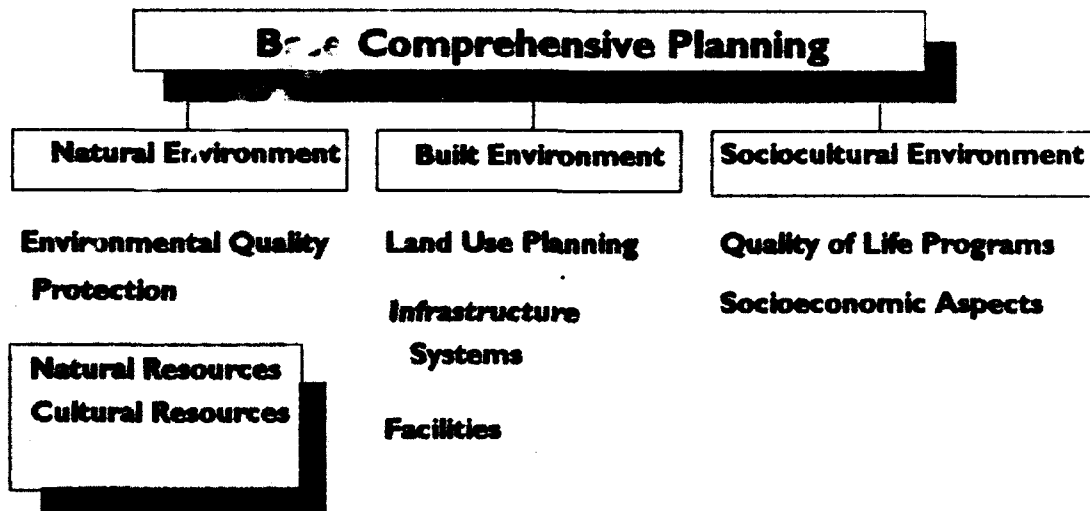 Base Comprehensive Planning
Natural Environment
Built Environment
Sociocultural Environment
Environmental Quality
Protection
Natural Resources
Cultural Resources
Land Use Planning
Infrastructure
Systems
Facilities
Quality of Life Programs
Socioeconomic Aspects